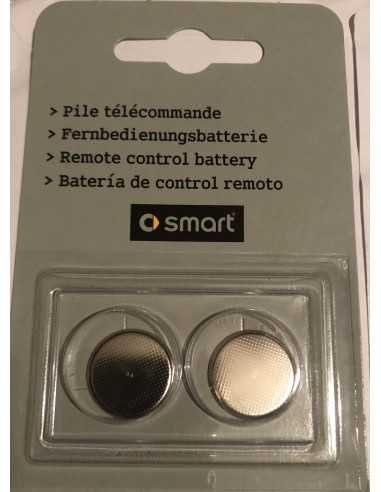 > Pile télécommande
> Fernbedienungsbatterie
> Remote control battery
> Batería de control remoto
smart